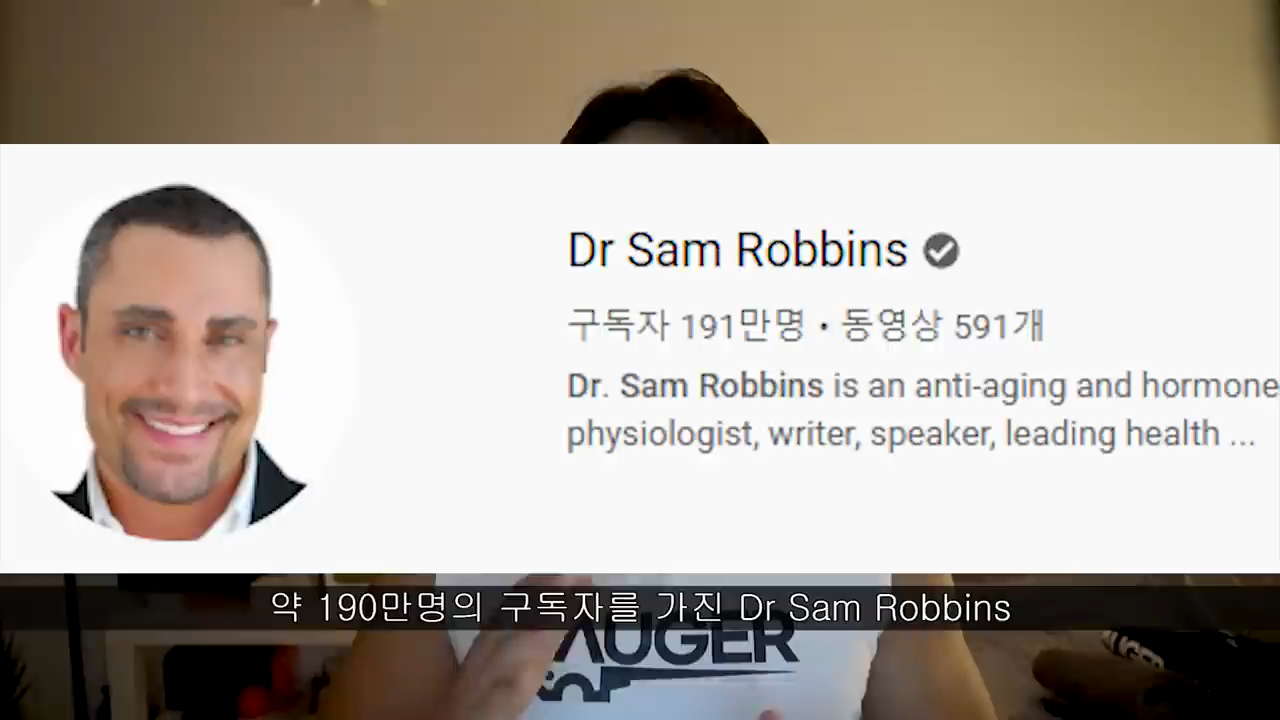 Dr Sam Robbins
구독자 191만명 • 동영상 591개
Dr. Sam Robbins is an anti-aging and hormone
physiologist, writer, speaker, leading health ...
약 190만명의 구독자를 가진 Dr Sam Robbins
AUGER